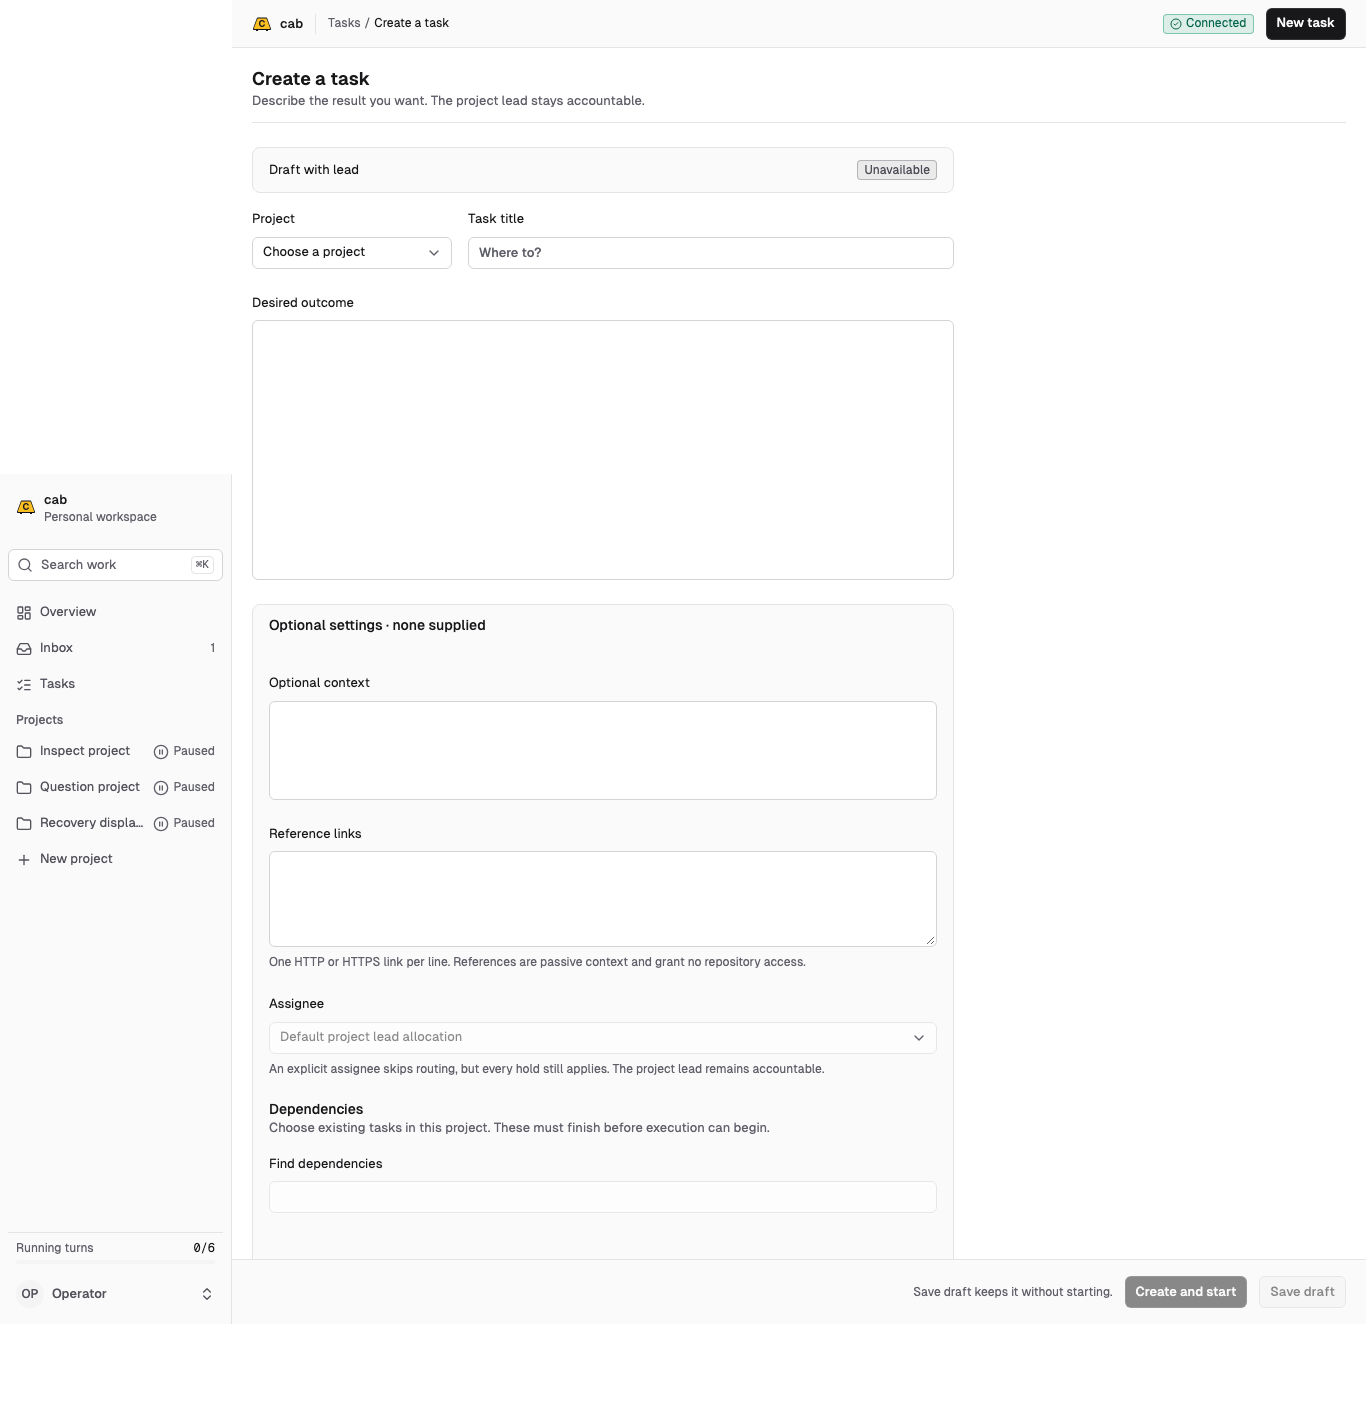 cab
Tasks / Create a task
Connected
New task
Create a task
Describe the result you want. The project lead stays accountable.
Draft with lead
Unavailable
Project
Task title
Choose a project
Where to?
Desired outcome
cab
Personal workspace
Search work
⌘K
Overview
Inbox
1
Tasks
Projects
Inspect project
Paused
Question project
Paused
Recovery displa...
Paused
New project
Running turns
0/6
OP
Operator
Optional settings · none supplied
Optional context
Reference links
One HTTP or HTTPS link per line. References are passive context and grant no repository access.
Assignee
Default project lead allocation
An explicit assignee skips routing, but every hold still applies. The project lead remains accountable.
Dependencies
Choose existing tasks in this project. These must finish before execution can begin.
Find dependencies
Save draft keeps it without starting.
Create and start
Save draft